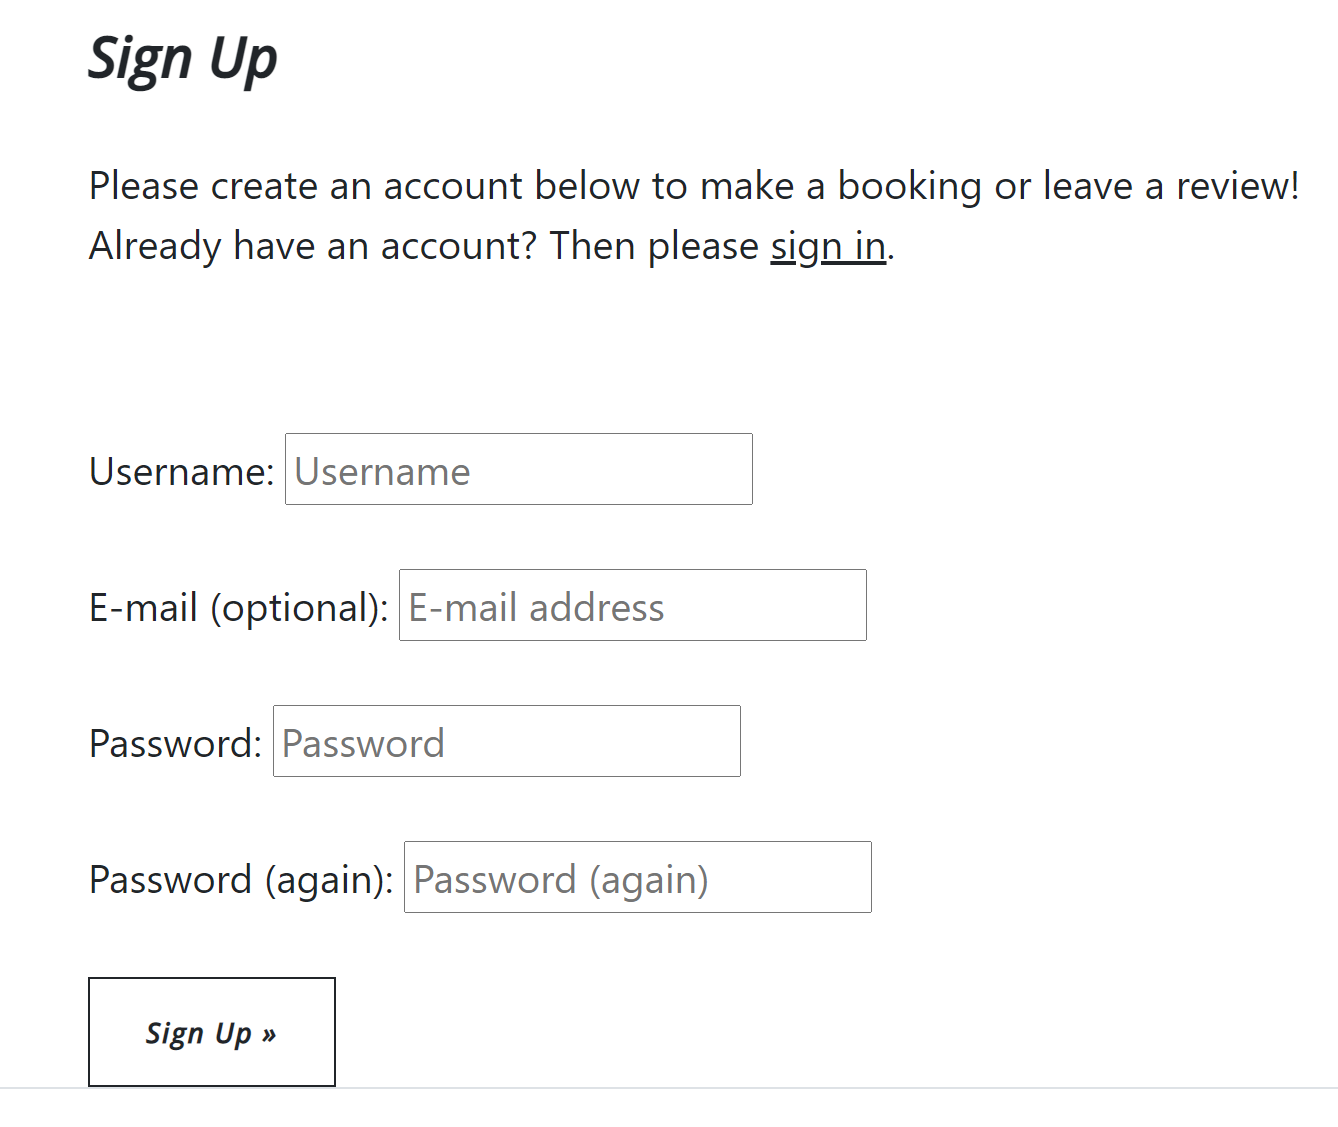 Sign Up
Please create an account below to make a booking or leave a review!
Already have an account? Then please sign in.
Username: Username
E-mail (optional): E-mail address
Password: Password
Password (again): Password (again)
Sign Up »